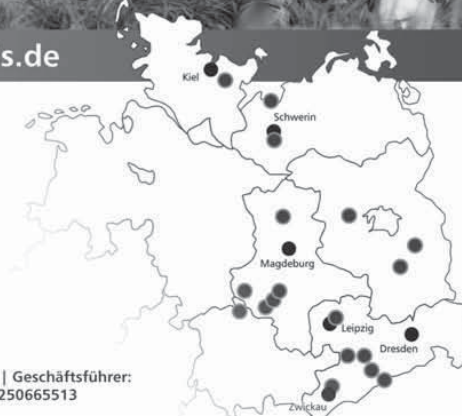 s.de
Kiel
Schwerin
Magdeburg
Leipzig
Dresden
| Geschäftsführer:
250665513
Zwickau